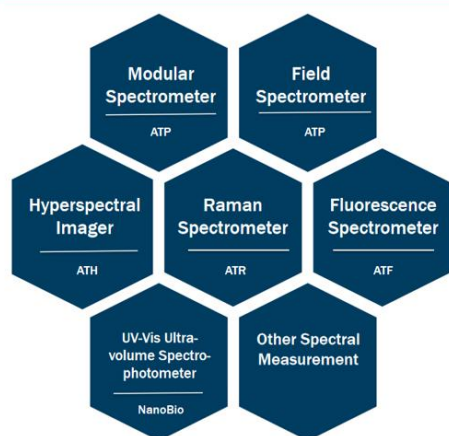 Modular
Spectrometer
ATP
Field
Spectrometer
ATP
Hyperspectral
Imager
ATH
Raman
Spectrometer
ATR
Fluorescence
Spectrometer
ATF
UV-Vis Ultra-
volume Spectro-
photometer
NanoBio
Other Spectral
Measurement